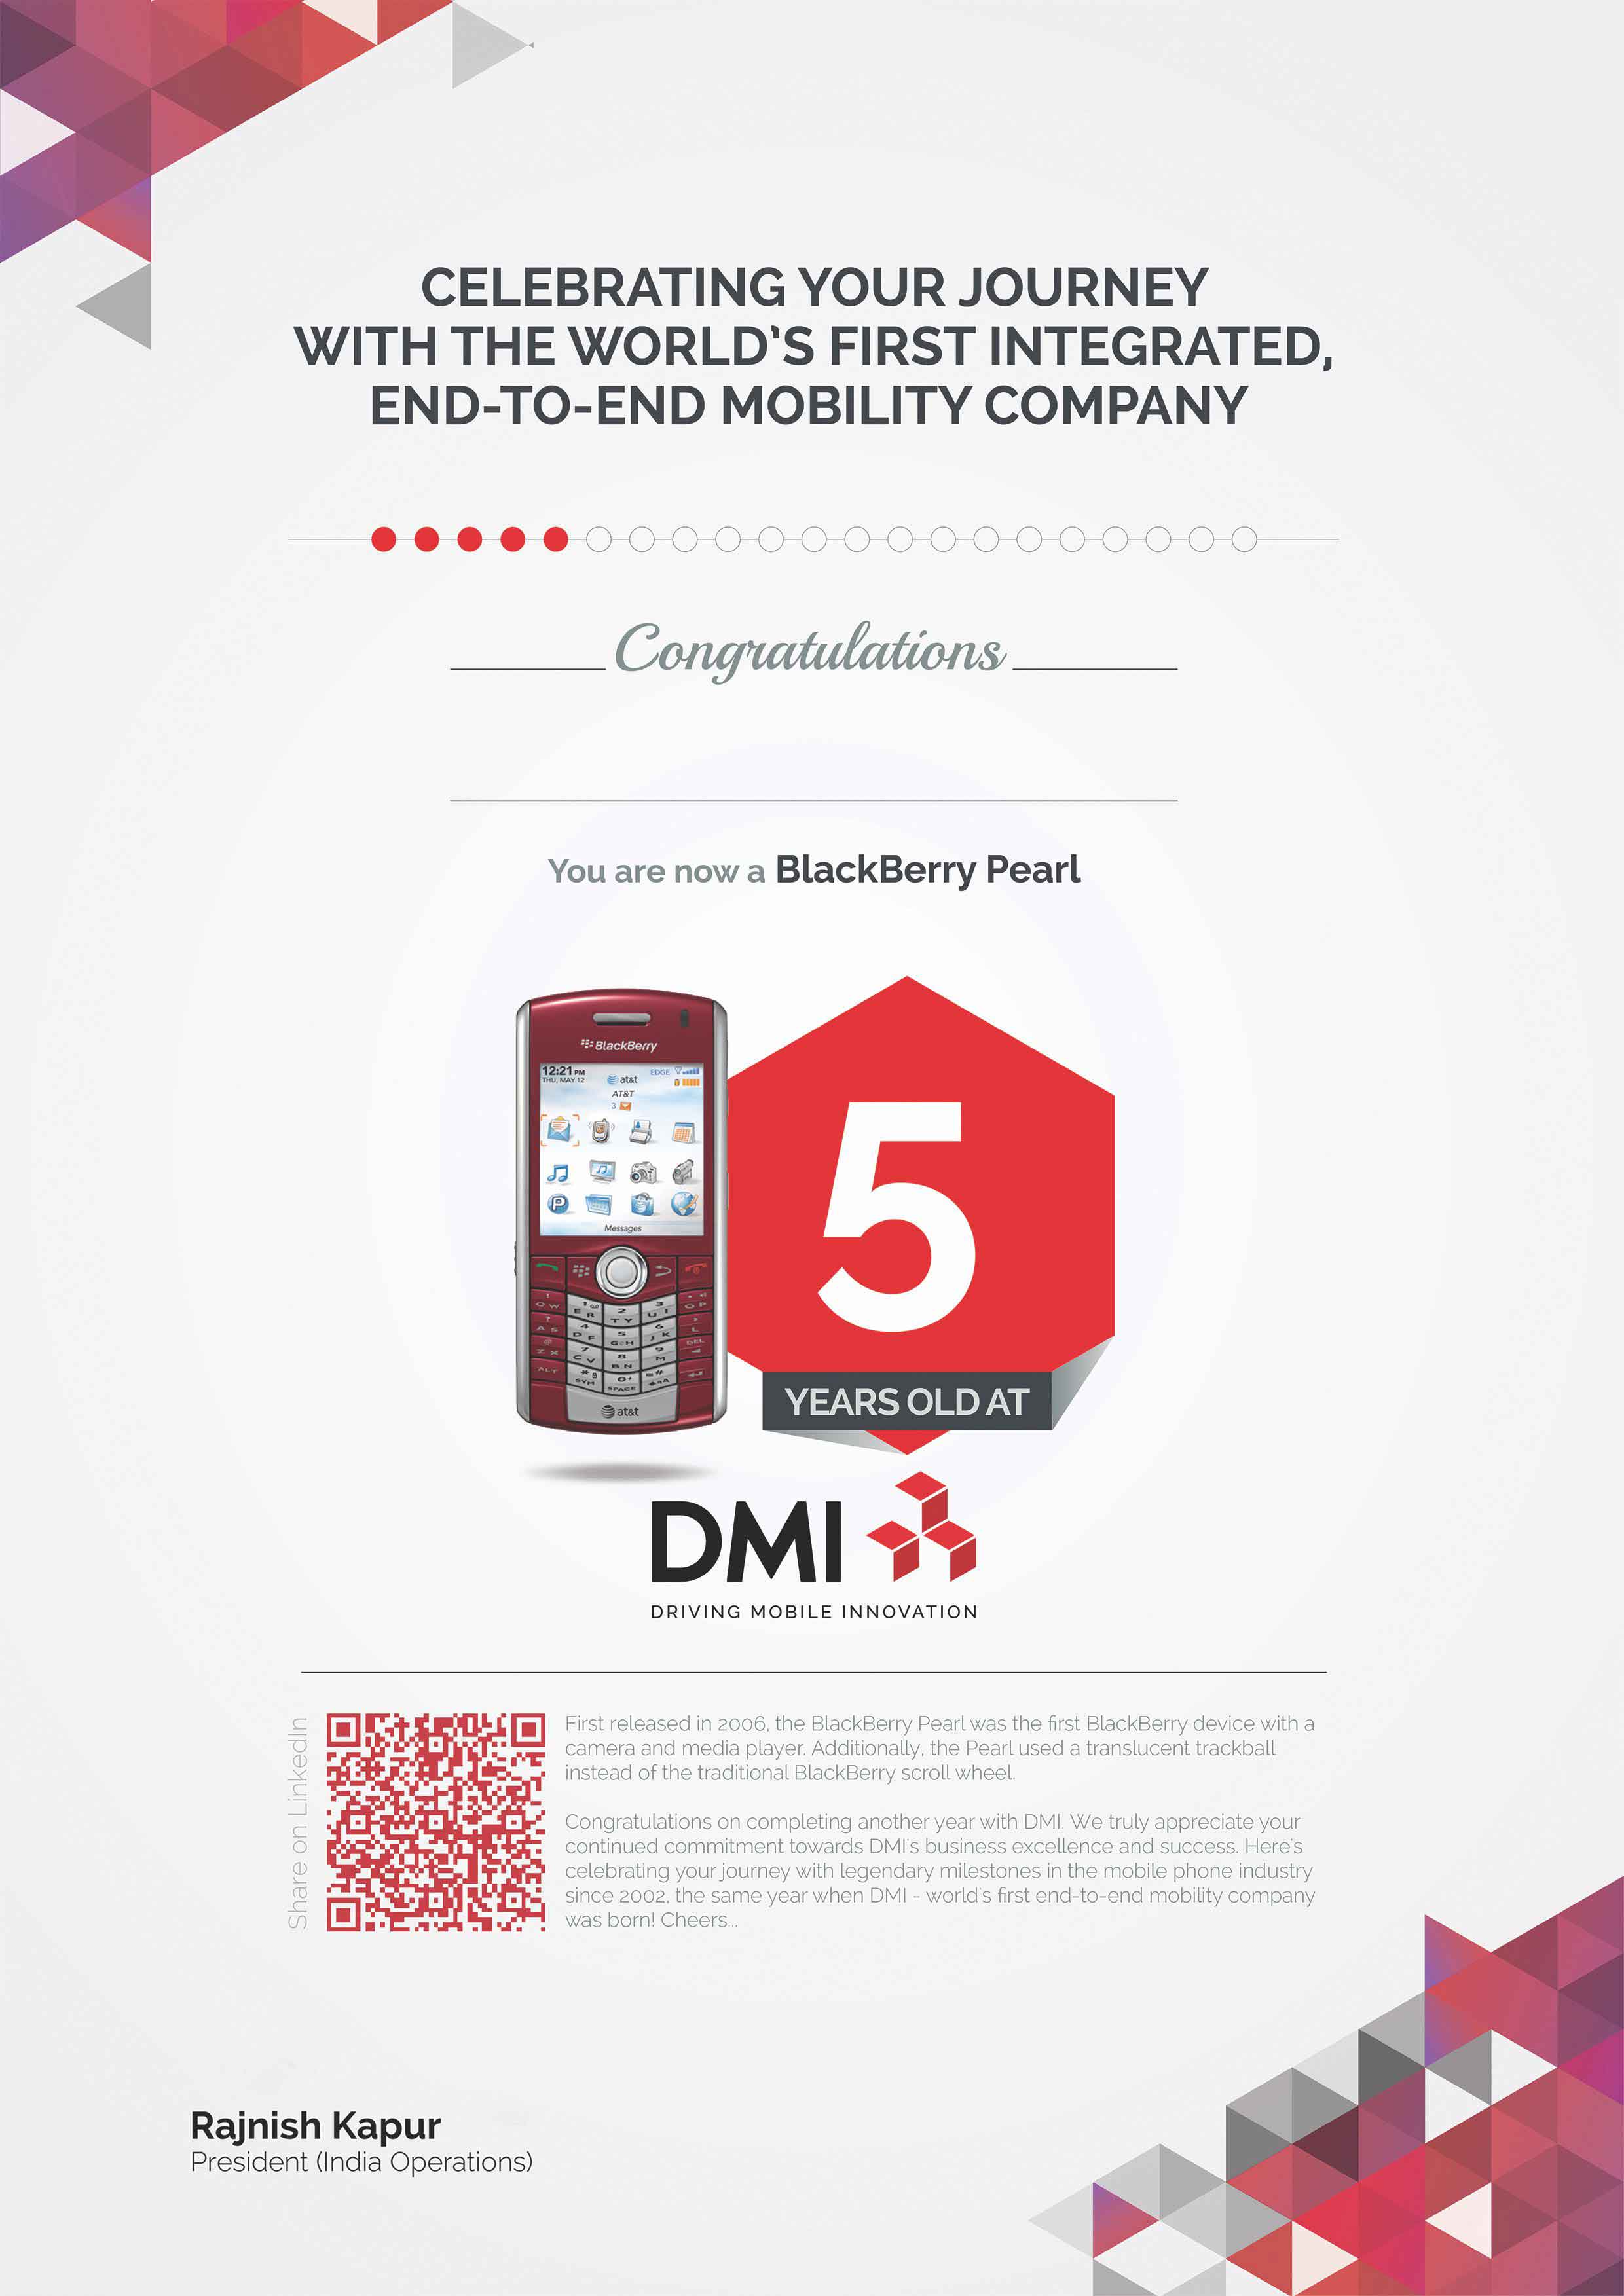 CELEBRATING YOUR JOURNEY
WITH THE WORLD'S FIRST INTEGRATED,
END-TO-END MOBILITY COMPANY
Congratulations
You are now a BlackBerry Pearl
BlackBerry
12:21 PM
EDGE
THU, MAY 12
at&t
AT&T
3
Messages
at&t
5
YEARS OLD AT
DMI
DRIVING MOBILE INNOVATION
Share on LinkedIn
First released in 2006, the BlackBerry Pearl was the first BlackBerry device with a
camera and media player. Additionally, the Pearl used a translucent trackball
instead of the traditional BlackBerry scroll wheel.
Congratulations on completing another year with DMI. We truly appreciate your
continued commitment towards DMI's business excellence and success. Here's
celebrating your journey with legendary milestones in the mobile phone industry
since 2002, the same year when DMI - world's first end-to-end mobility company
was born! Cheers...
Rajnish Kapur
President (India Operations)